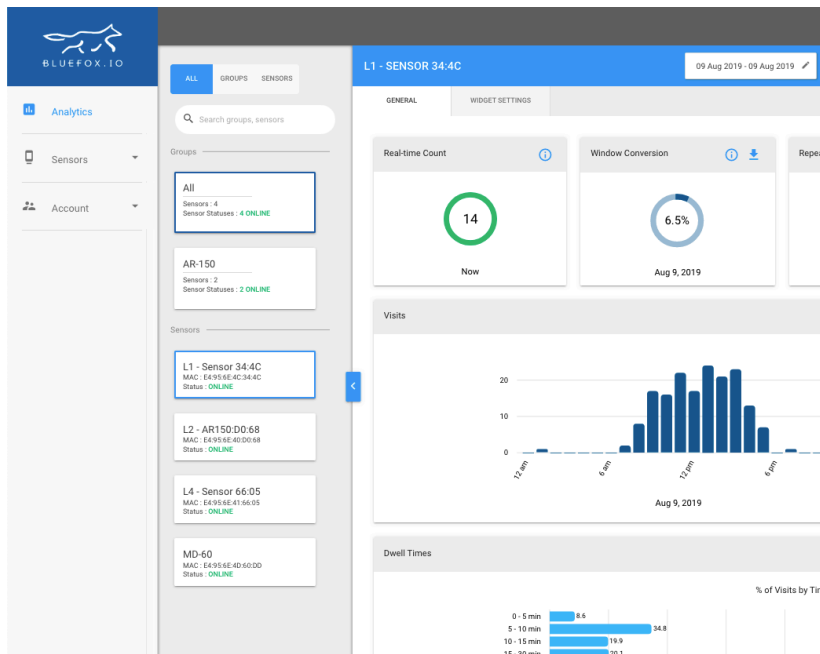 BLUEFOX.IO
Analytics
Sensors
Account
ALL GROUPS SENSORS
Search groups, sensors
Groups
All
Sensors : 4
Sensor Statuses : 4 ONLINE
AR-150
Sensors : 2
Sensor Statuses : 2 ONLINE
Sensors
L1 - Sensor 34:4C
MAC : E4:95:6E:4C:34:4C
Status : ONLINE
L2 - AR150:D0:68
MAC : E4:95:6E:40:D0:68
Status : ONLINE
L4 - Sensor 66:05
MAC : E4:95:6E:41:66:05
Status : ONLINE
MD-60
MAC : E4:95:6E:4D:60:DD
Status : ONLINE
L1 - SENSOR 34:4C
09 Aug 2019 - 09 Aug 2019
GENERAL WIDGET SETTINGS
Real-time Count
14
Now
Window Conversion
6.5%
Aug 9, 2019
Visits
20
10
0
12 am 6 am 12 pm 6 pm
Aug 9, 2019
Dwell Times
% of Visits by
0 - 5 min 8.6
5 - 10 min 34.8
10 - 15 min 19.9
15 - 30 min 20.1